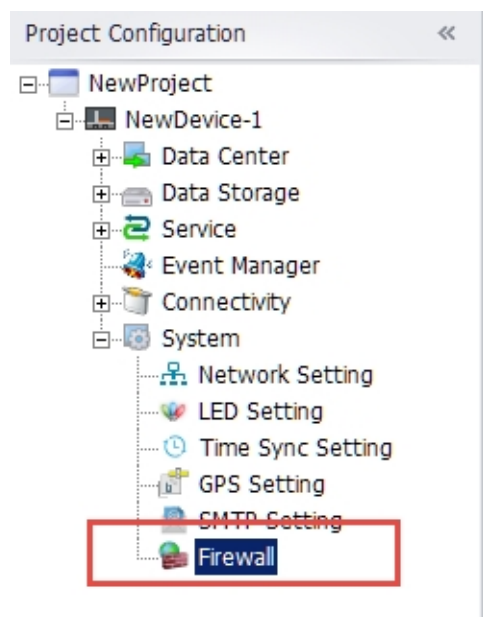 Project Configuration «
NewProject
NewDevice-1
Data Center
Data Storage
Service
Event Manager
Connectivity
System
Network Setting
LED Setting
Time Sync Setting
GPS Setting
SMTP Setting
Firewall